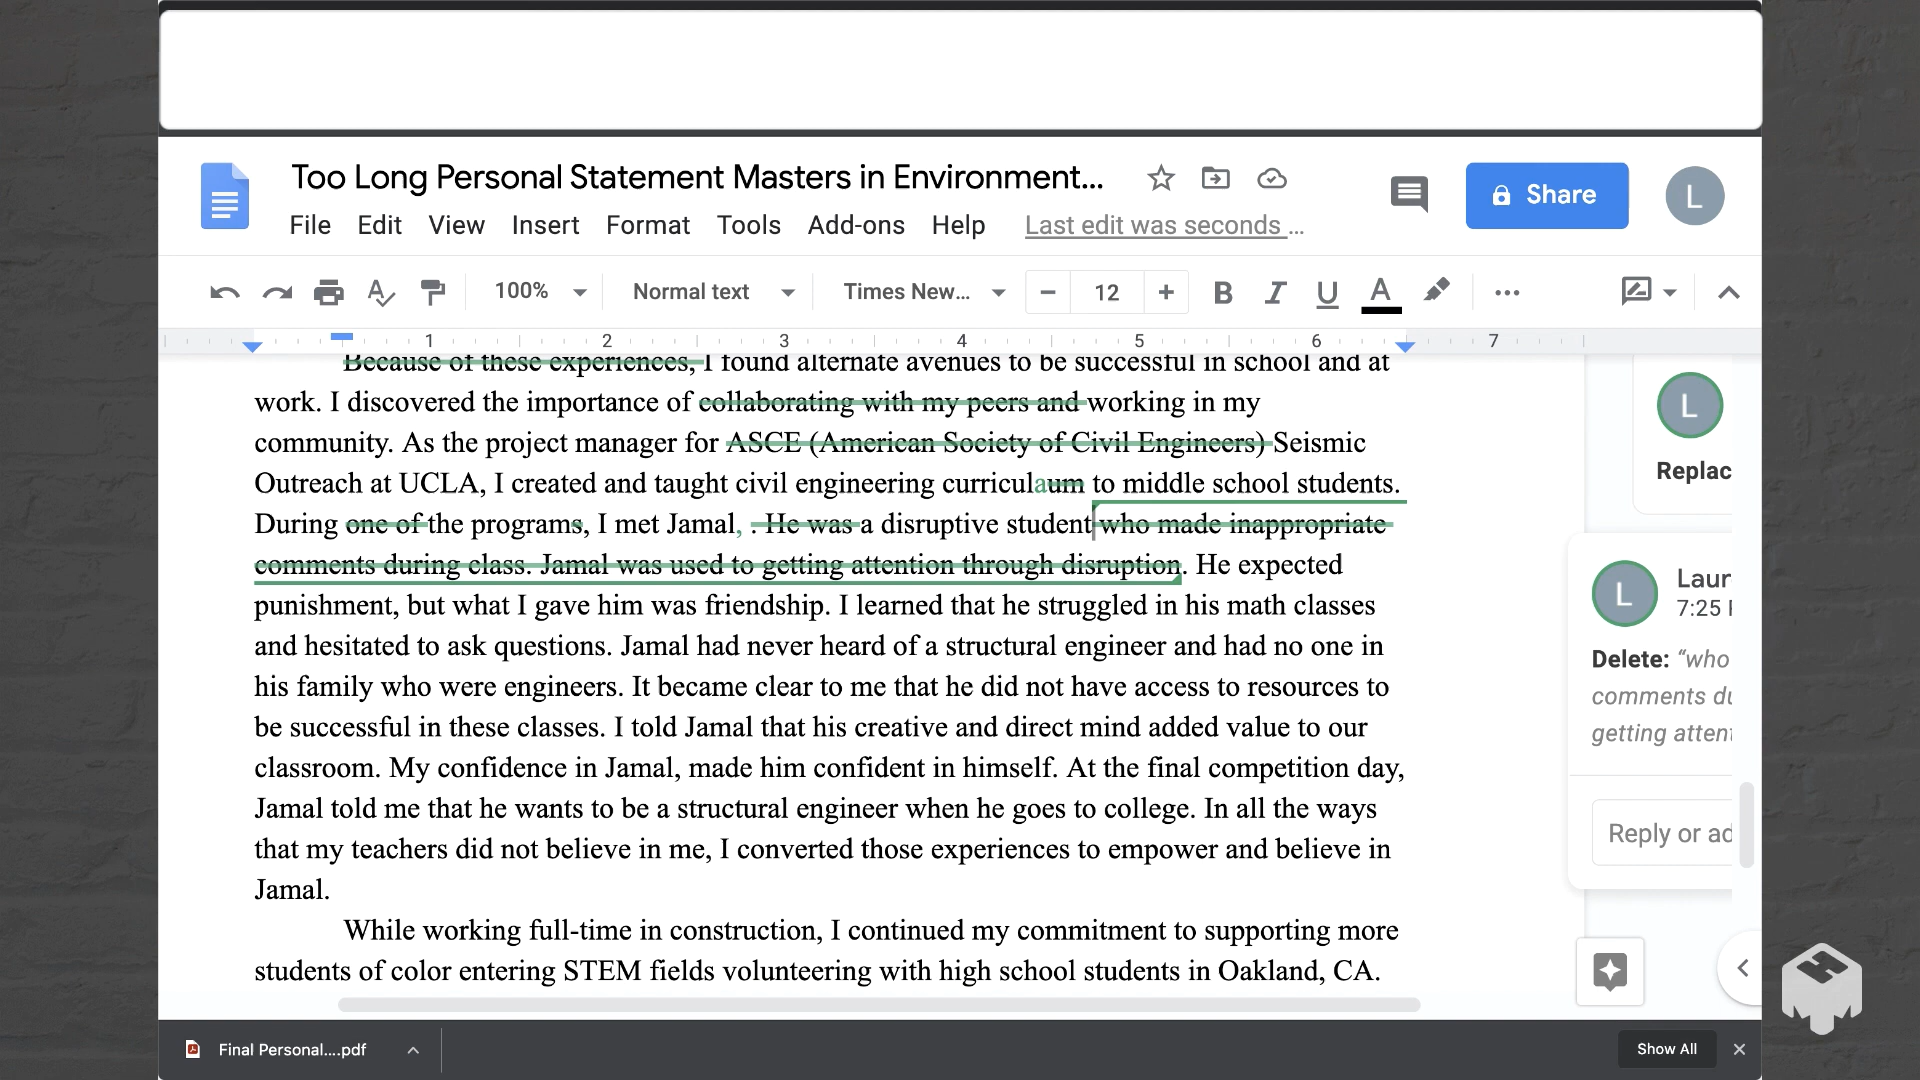 Too Long Personal Statement Masters in Environment...
Share
L
File Edit View Insert Format Tools Add-ons Help Last edit was seconds ...
100% Normal text Times New... 12 B I U A
1 2 3 4 5 6 7
Because of these experiences, I found alternate avenues to be successful in school and at
work. I discovered the importance of collaborating with my peers and working in my
community. As the project manager for ASCE (American Society of Civil Engineers) Seismic
Outreach at UCLA, I created and taught civil engineering curriculaum to middle school students.
During one of the programs, I met Jamal, . He was a disruptive student who made inappropriate
comments during class. Jamal was used to getting attention through disruption. He expected
punishment, but what I gave him was friendship. I learned that he struggled in his math classes
and hesitated to ask questions. Jamal had never heard of a structural engineer and had no one in
his family who were engineers. It became clear to me that he did not have access to resources to
be successful in these classes. I told Jamal that his creative and direct mind added value to our
classroom. My confidence in Jamal, made him confident in himself. At the final competition day,
Jamal told me that he wants to be a structural engineer when he goes to college. In all the ways
that my teachers did not believe in me, I converted those experiences to empower and believe in
Jamal.
While working full-time in construction, I continued my commitment to supporting more
students of color entering STEM fields volunteering with high school students in Oakland, CA.
L
Replac
L
Laur
7:25
Delete: “who
comments du
getting atten
Reply or ad
Final Personal....pdf
Show All